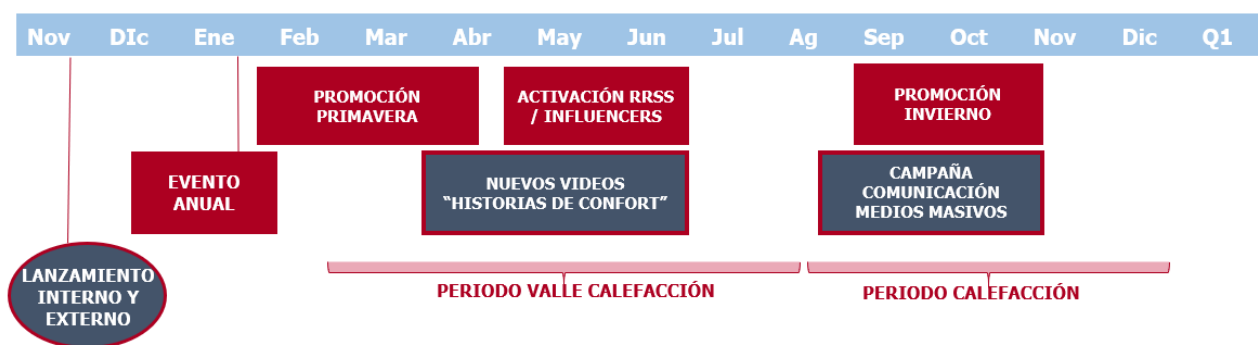 Nov DIc Ene Feb Mar Abr May Jun Jul Ag Sep Oct Nov Dic Q1
PROMOCIÓN
PRIMAVERA
ACTIVACIÓN RRSS
/ INFLUENCERS
PROMOCIÓN
INVIERNO
EVENTO
ANUAL
NUEVOS VIDEOS
“HISTORIAS DE CONFORT”
CAMPAÑA
COMUNICACIÓN
MEDIOS MASIVOS
LANZAMIENTO
INTERNO Y
EXTERNO
PERIODO VALLE CALEFACCIÓN
PERIODO CALEFACCIÓN